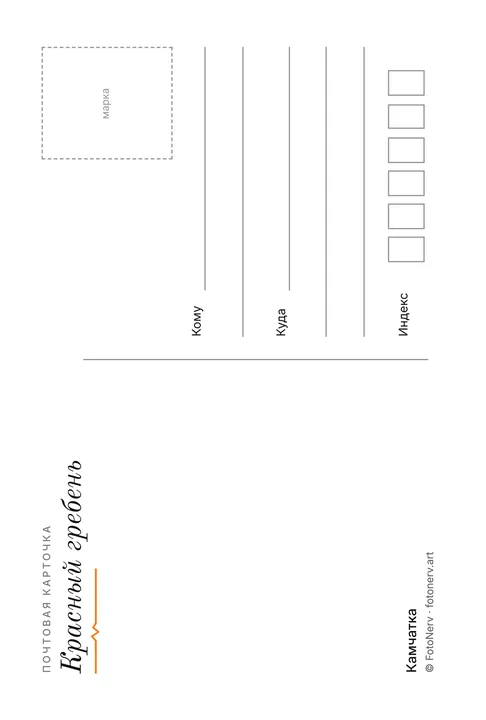 ПОЧТОВАЯ КАРТОЧКА
Красный гребень
марка
Кому
Куда
Индекс
Камчатка
© FotoNerv · fotonerv.art